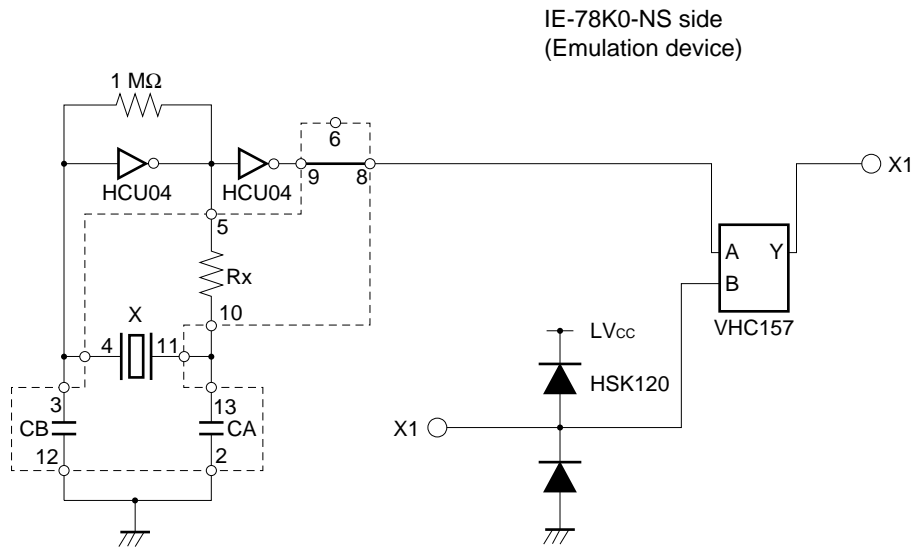 IE-78K0-NS side
(Emulation device)
1 MΩ
6
HCU04
HCU04
9
8
X1
5
A
Y
B
VHC157
Rx
10
X
4
11
LVCC
HSK120
3
13
CB
CA
X1
12
2